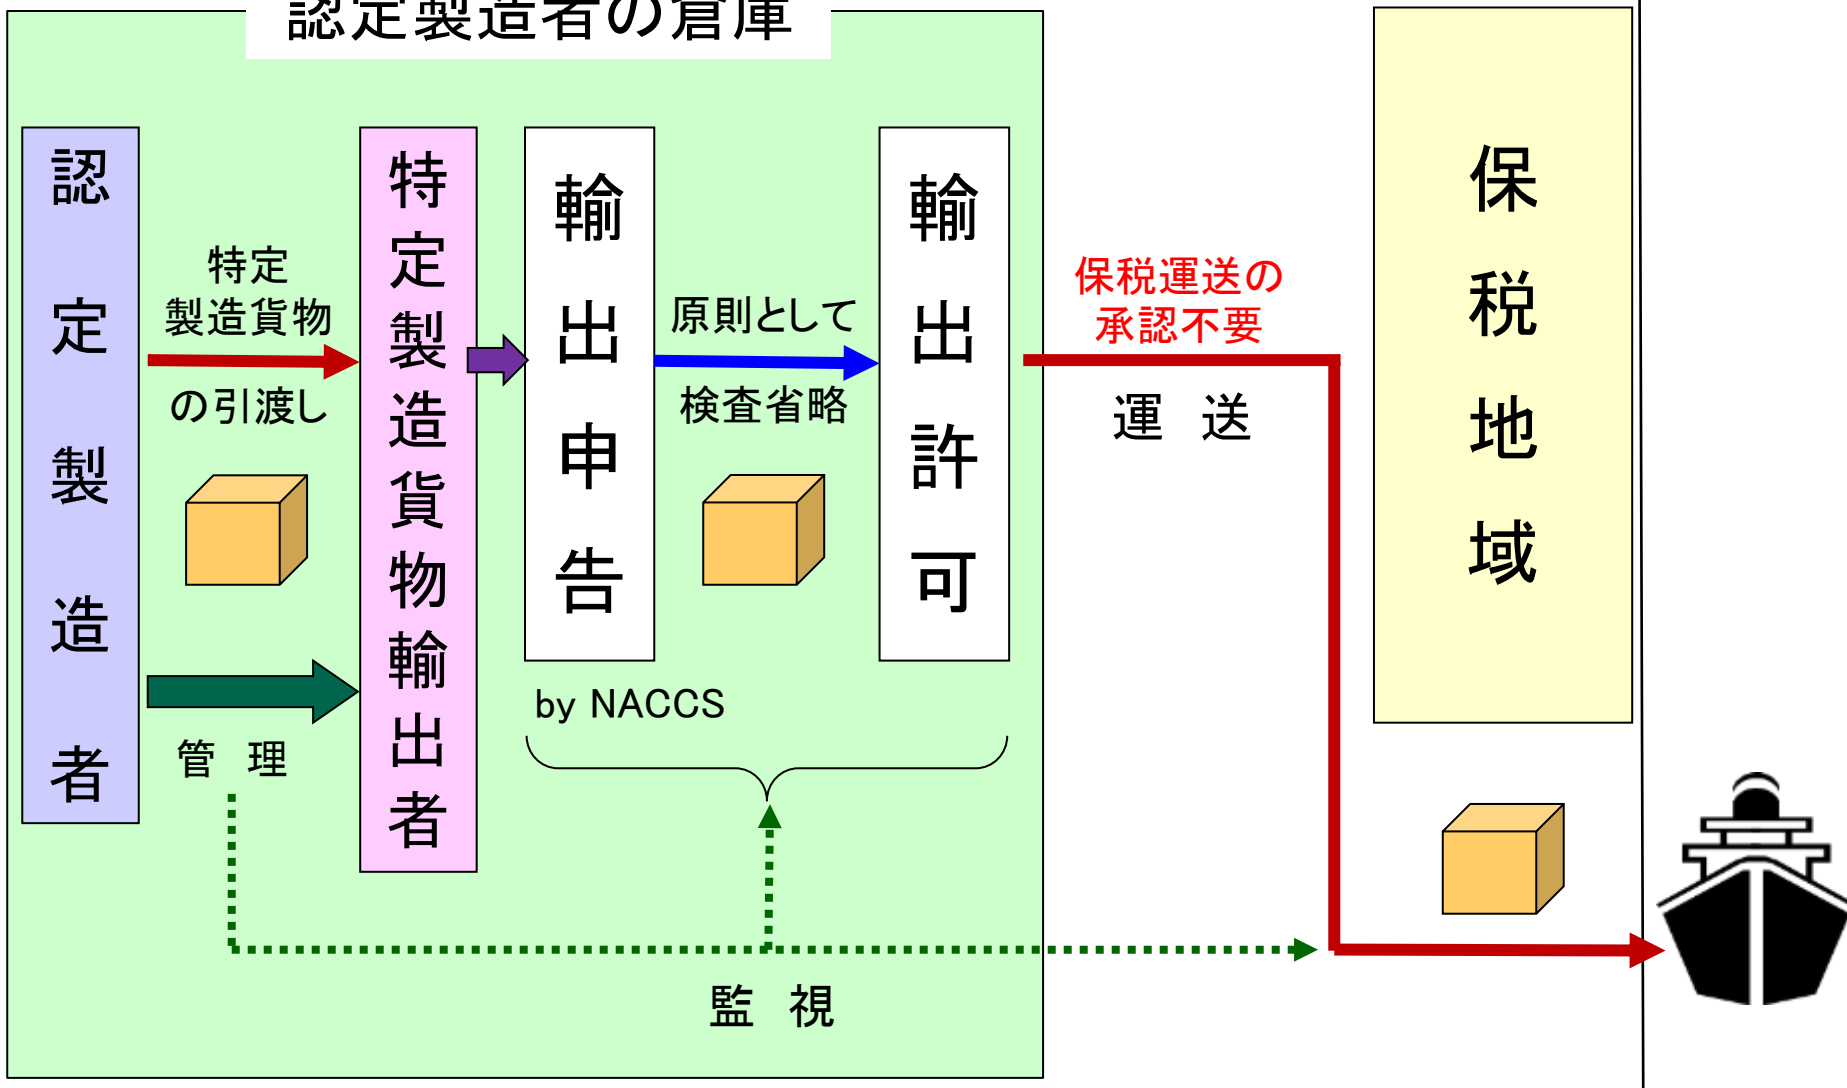 認定製造者の倉庫
認定製造者
特定
製造貨物
の引渡し
管 理
特定製造貨物輸出者
輸出申告
by NACCS
原則として
検査省略
輸出許可
保税運送の
承認不要
運 送
保税地域
監 視